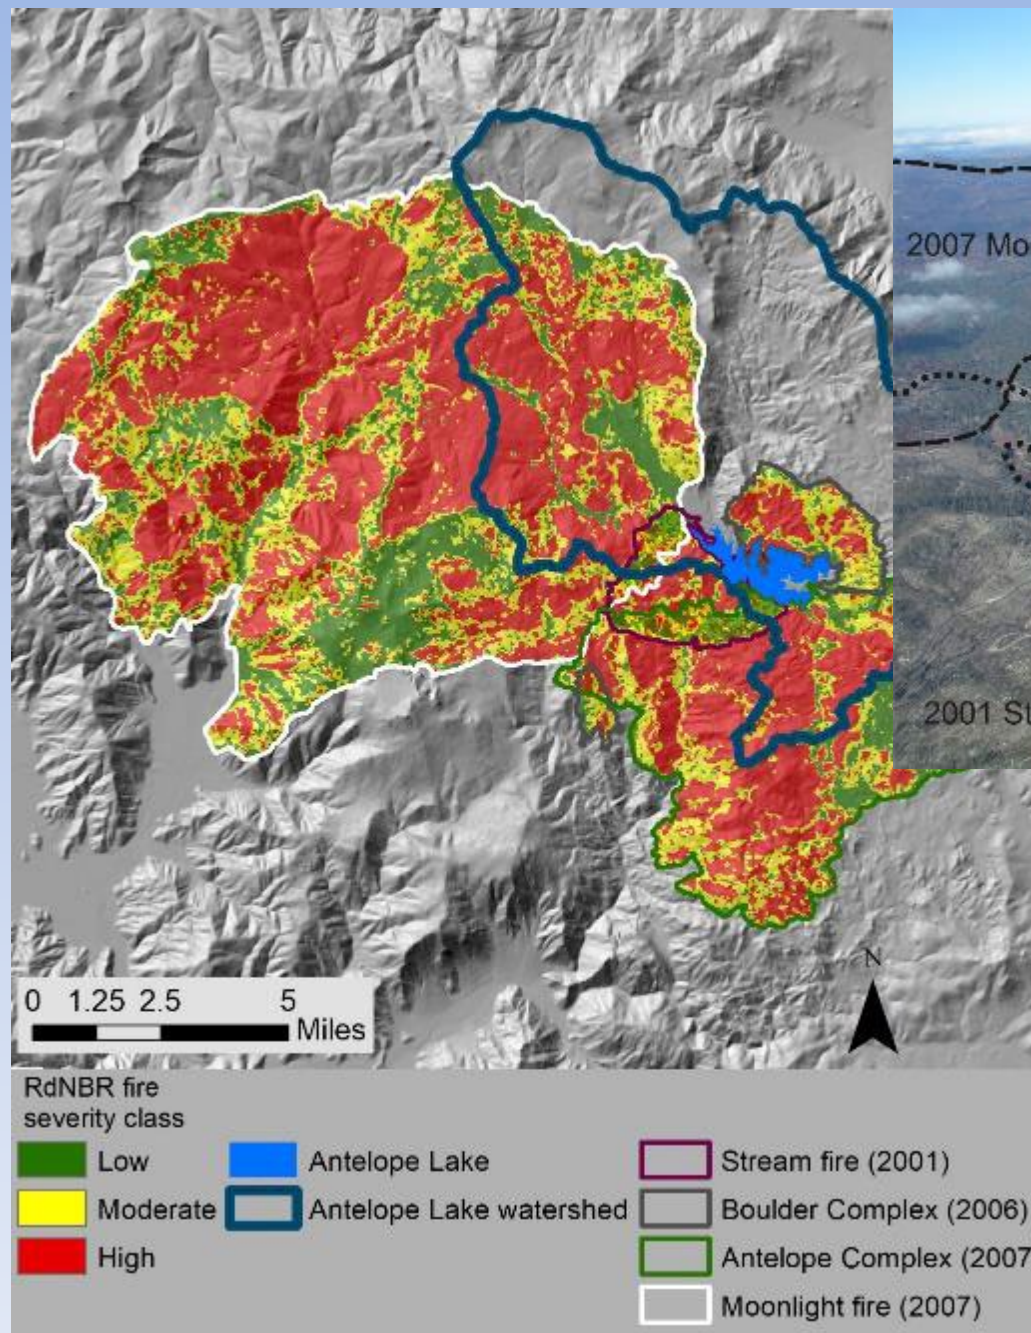 2007 Mo
2001 S
N
0 1.25 2.5 5
Miles
RdNBR fire
severity class
Low
Moderate
High
Antelope Lake
Antelope Lake watershed
Stream fire (2001)
Boulder Complex (2006)
Antelope Complex (2007
Moonlight fire (2007)